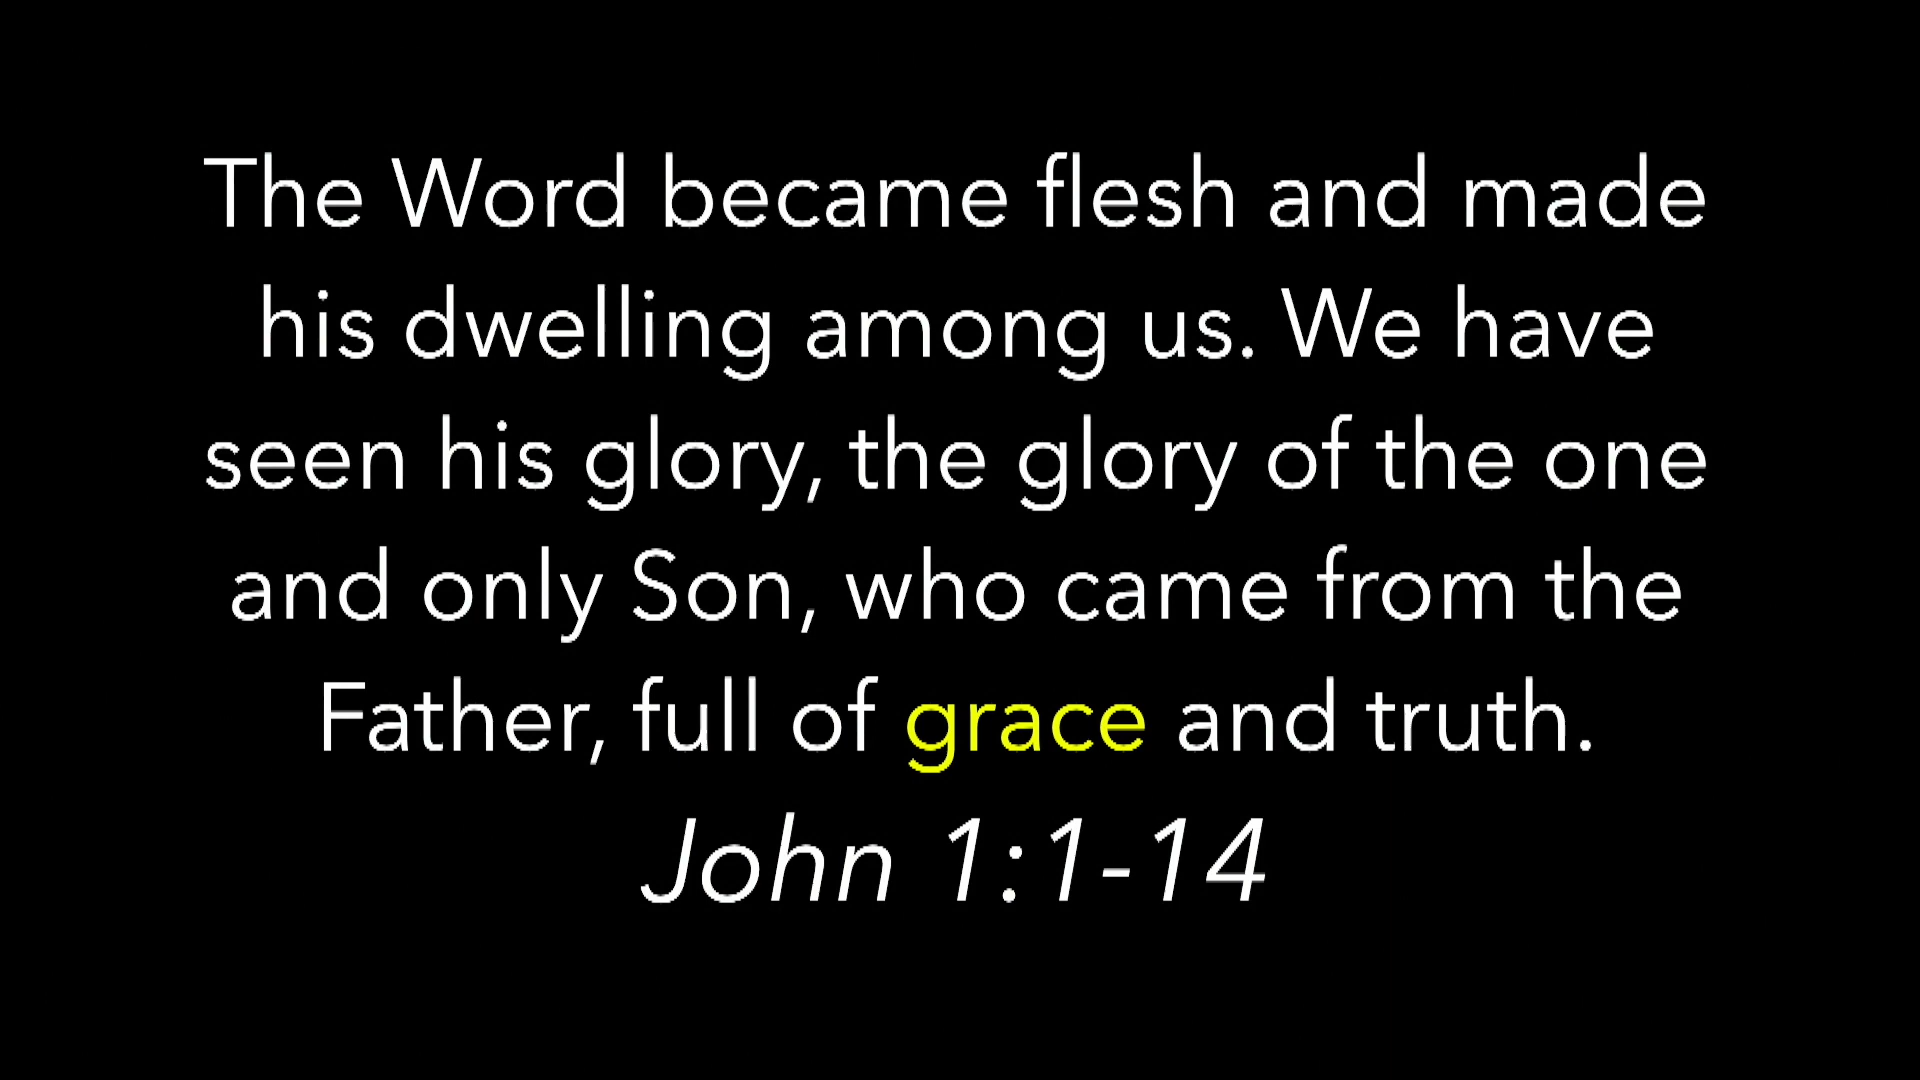 The Word became flesh and made
his dwelling among us. We have
seen his glory, the glory of the one
and only Son, who came from the
Father, full of grace and truth.
John 1:1-14